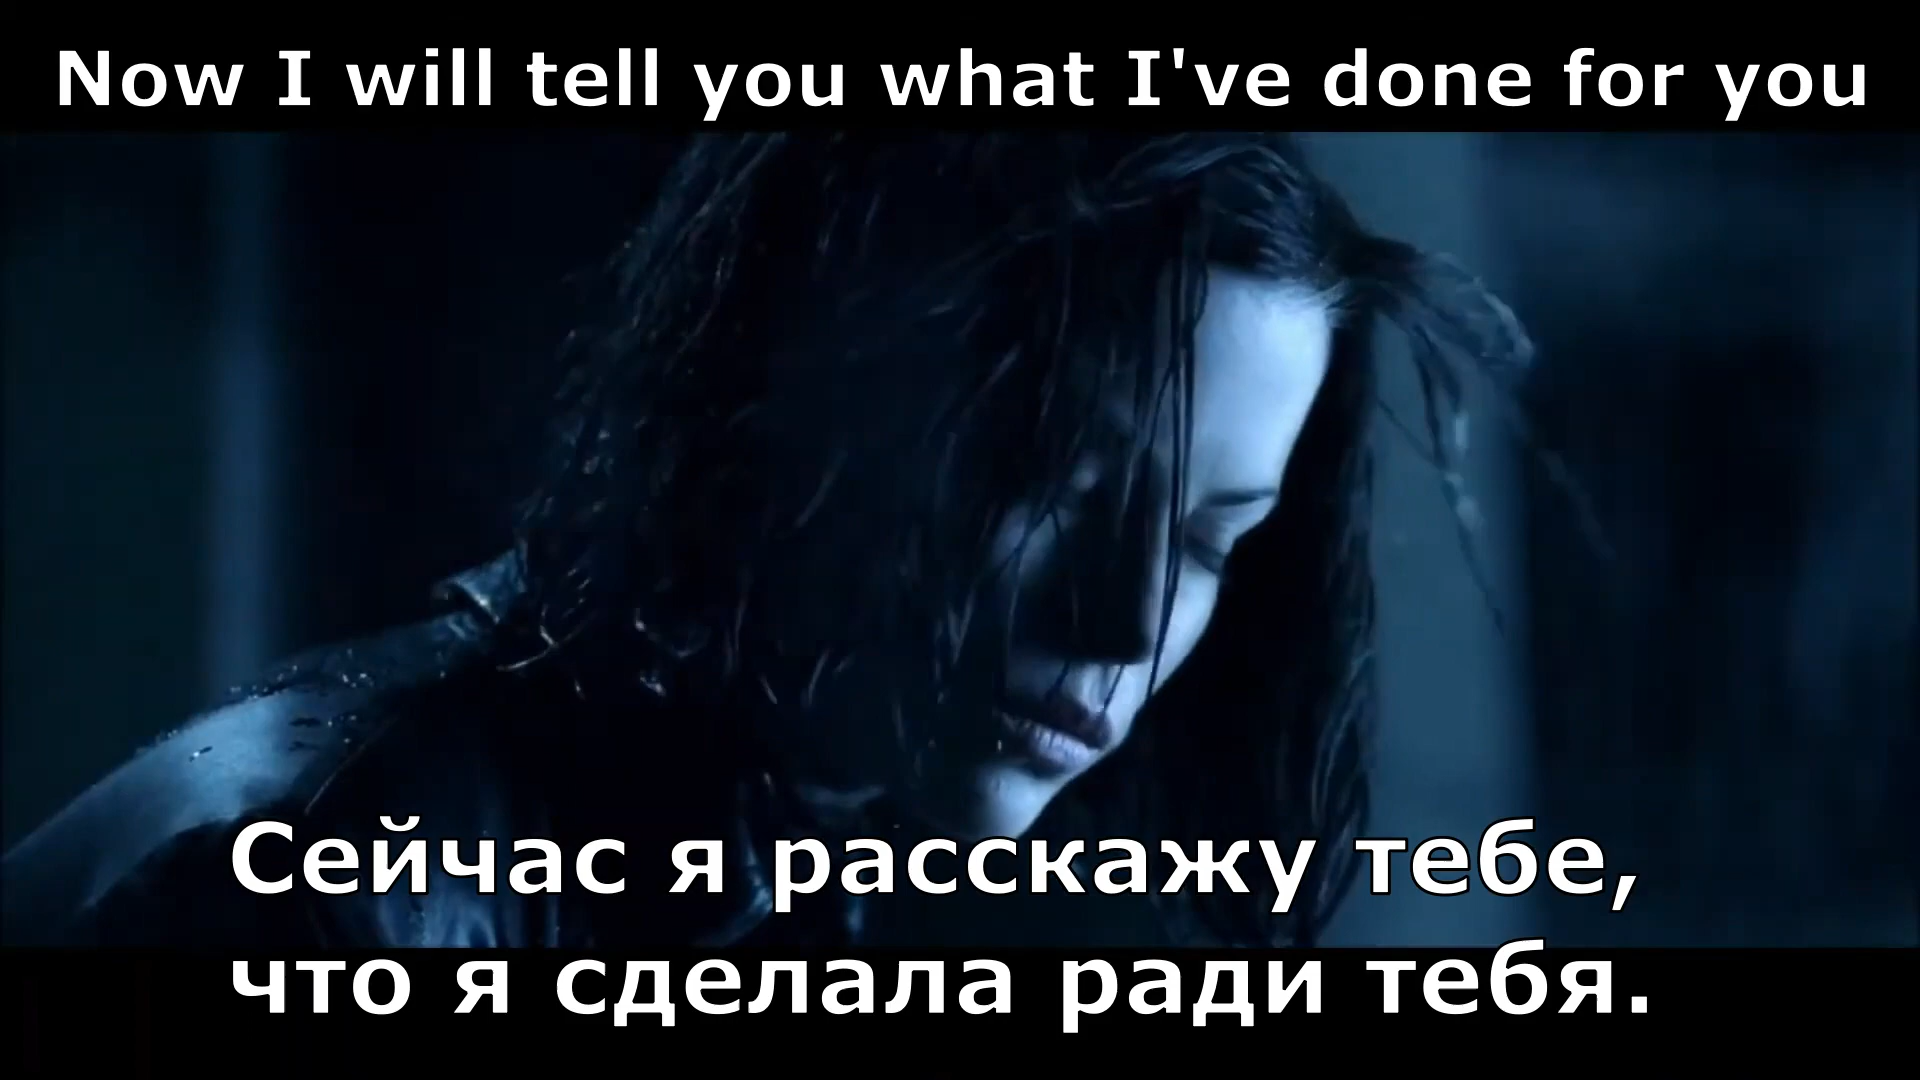 Now I will tell you what I've done for you
Сейчас я расскажу тебе,
что я сделала ради тебя.